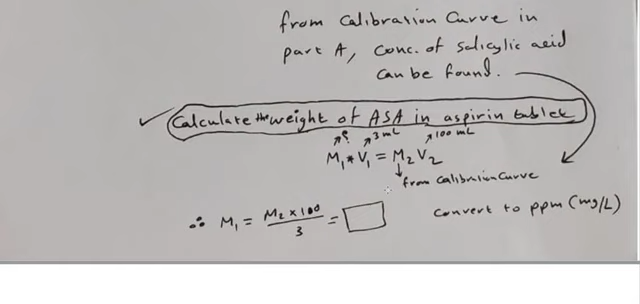 from Calibration Curve in
part A, Conc. of Salicylic acid
can be found.
✓ Calculate the weight of ASA in aspirin tablet
? 3 mL 100 mL
M₁ * V₁ = M₂ V₂
from Calibration Curve
∴ M₁ = M₂ × 100 / 3 =
Convert to ppm (mg/L)